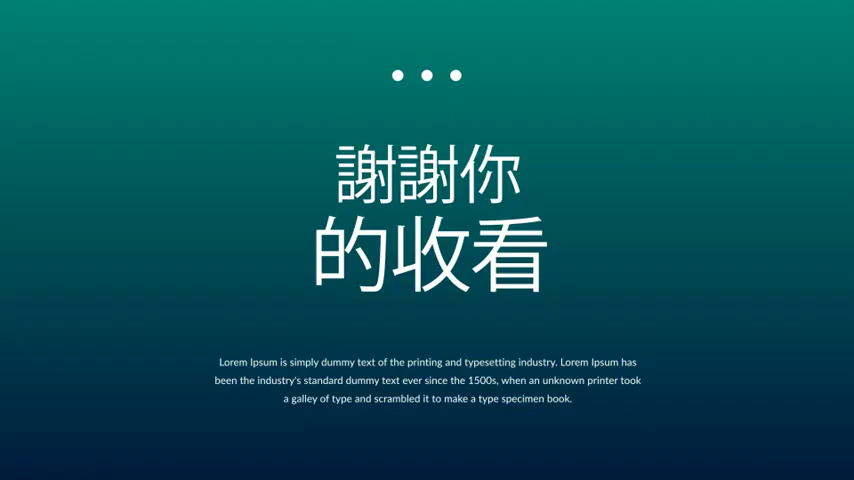 謝謝你
的收看
Lorem Ipsum is simply dummy text of the printing and typesetting industry. Lorem Ipsum has
been the industry's standard dummy text ever since the 1500s, when an unknown printer took
a galley of type and scrambled it to make a type specimen book.